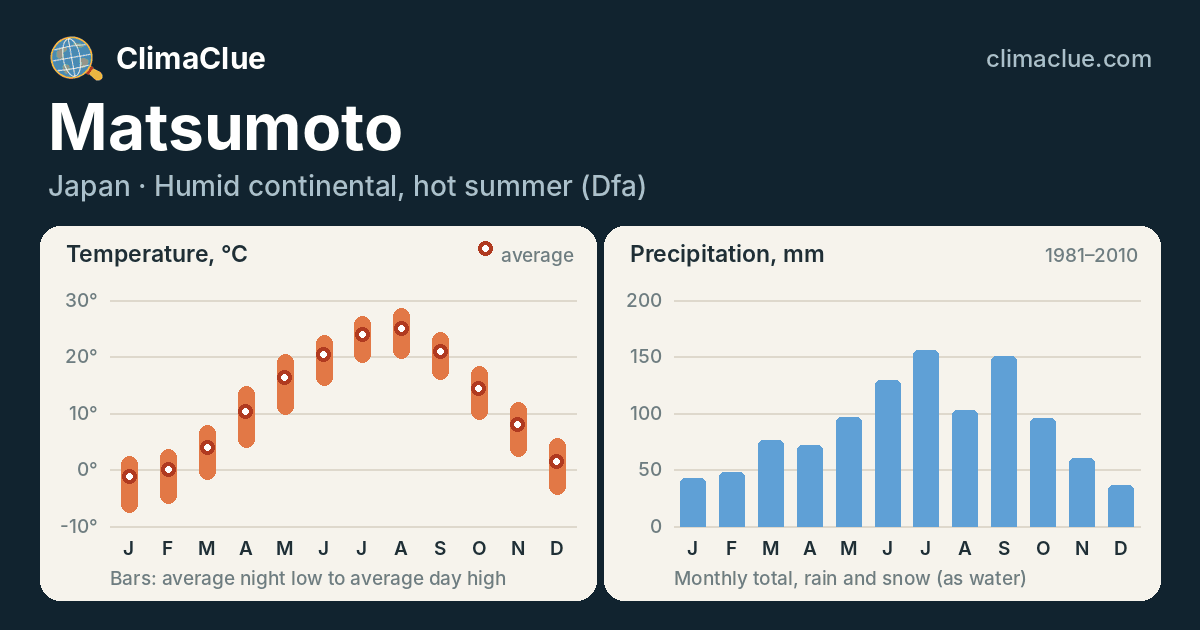 ClimaClue
climaclue.com
Matsumoto
Japan · Humid continental, hot summer (Dfa)
Temperature, °C
average
30°
20°
10°
0°
-10°
J F M A M J J A S O N D
Bars: average night low to average day high
Precipitation, mm
1981–2010
200
150
100
50
0
J F M A M J J A S O N D
Monthly total, rain and snow (as water)